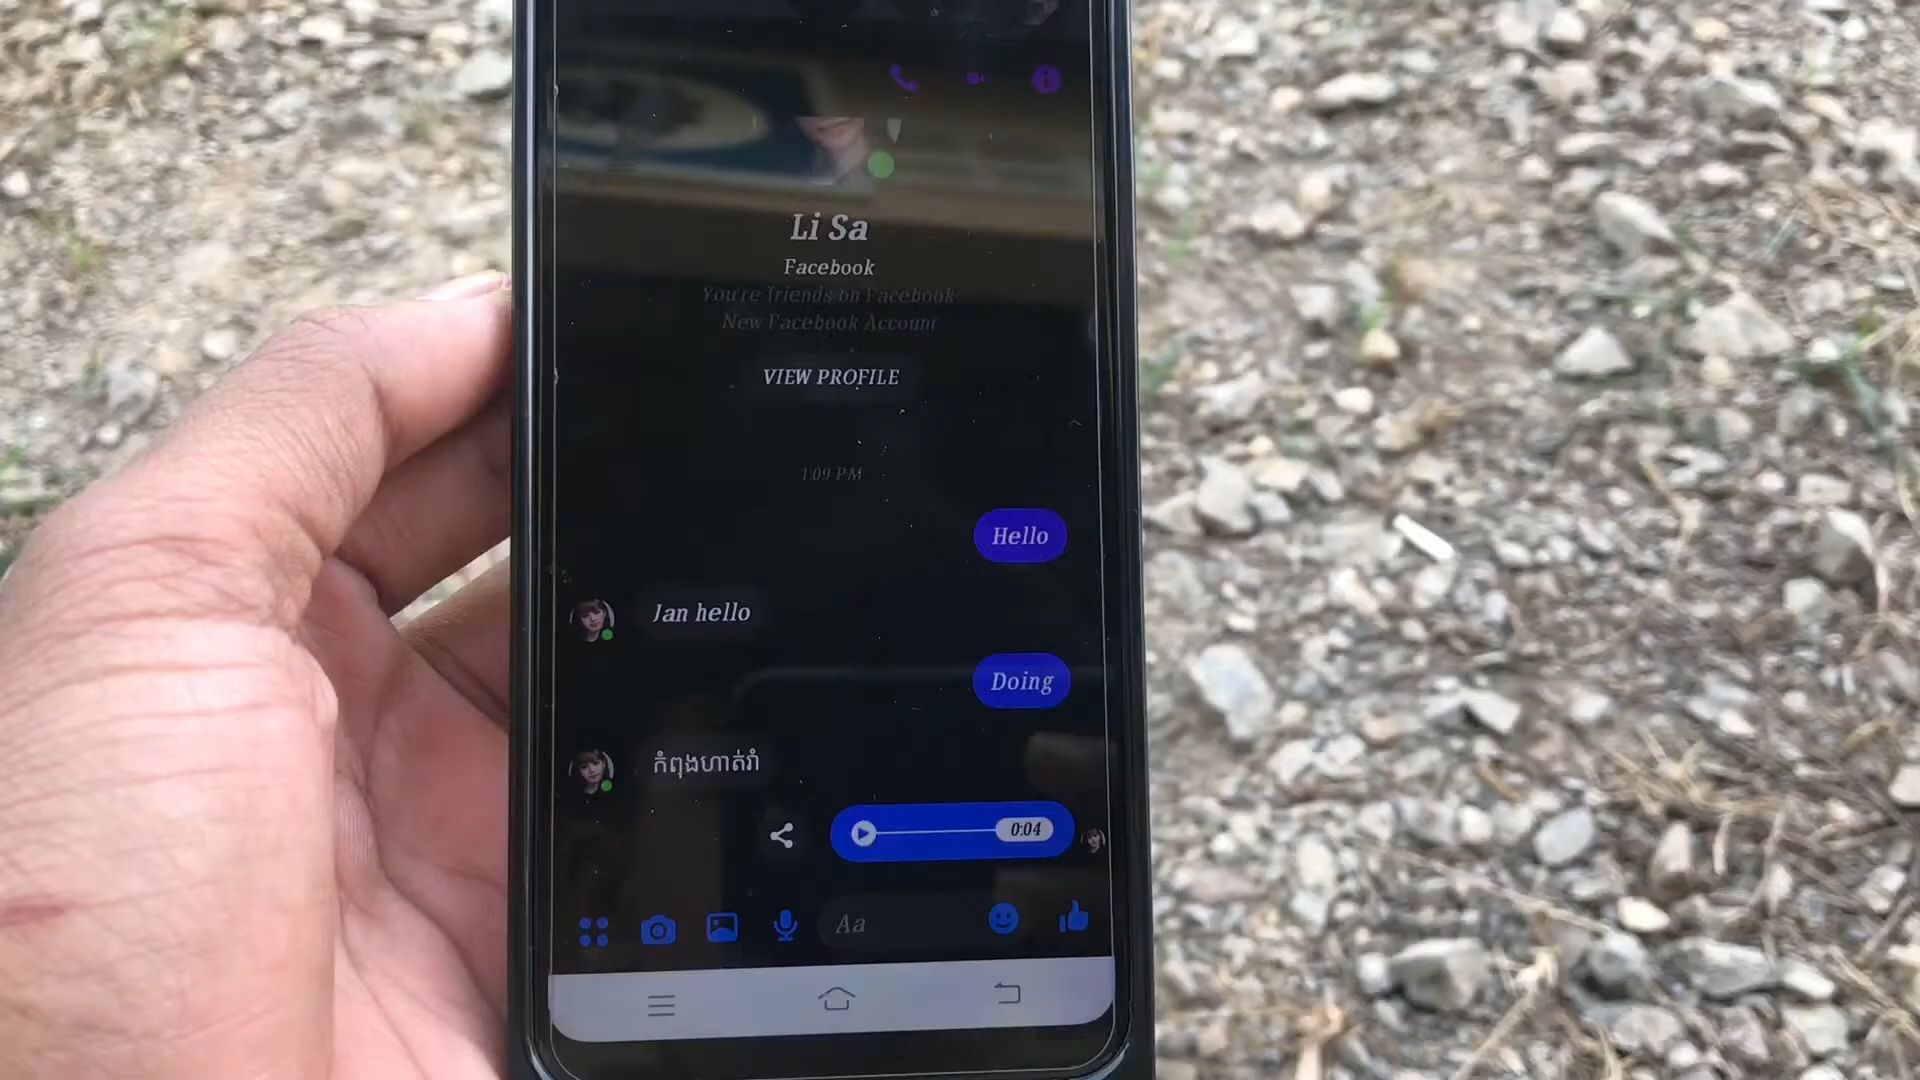 Li Sa
Facebook
You're friends on Facebook
New Facebook Account
VIEW PROFILE
1:09 PM
Hello
Jan hello
Doing
កំពុងហាត់រាំ
0:04
Aa